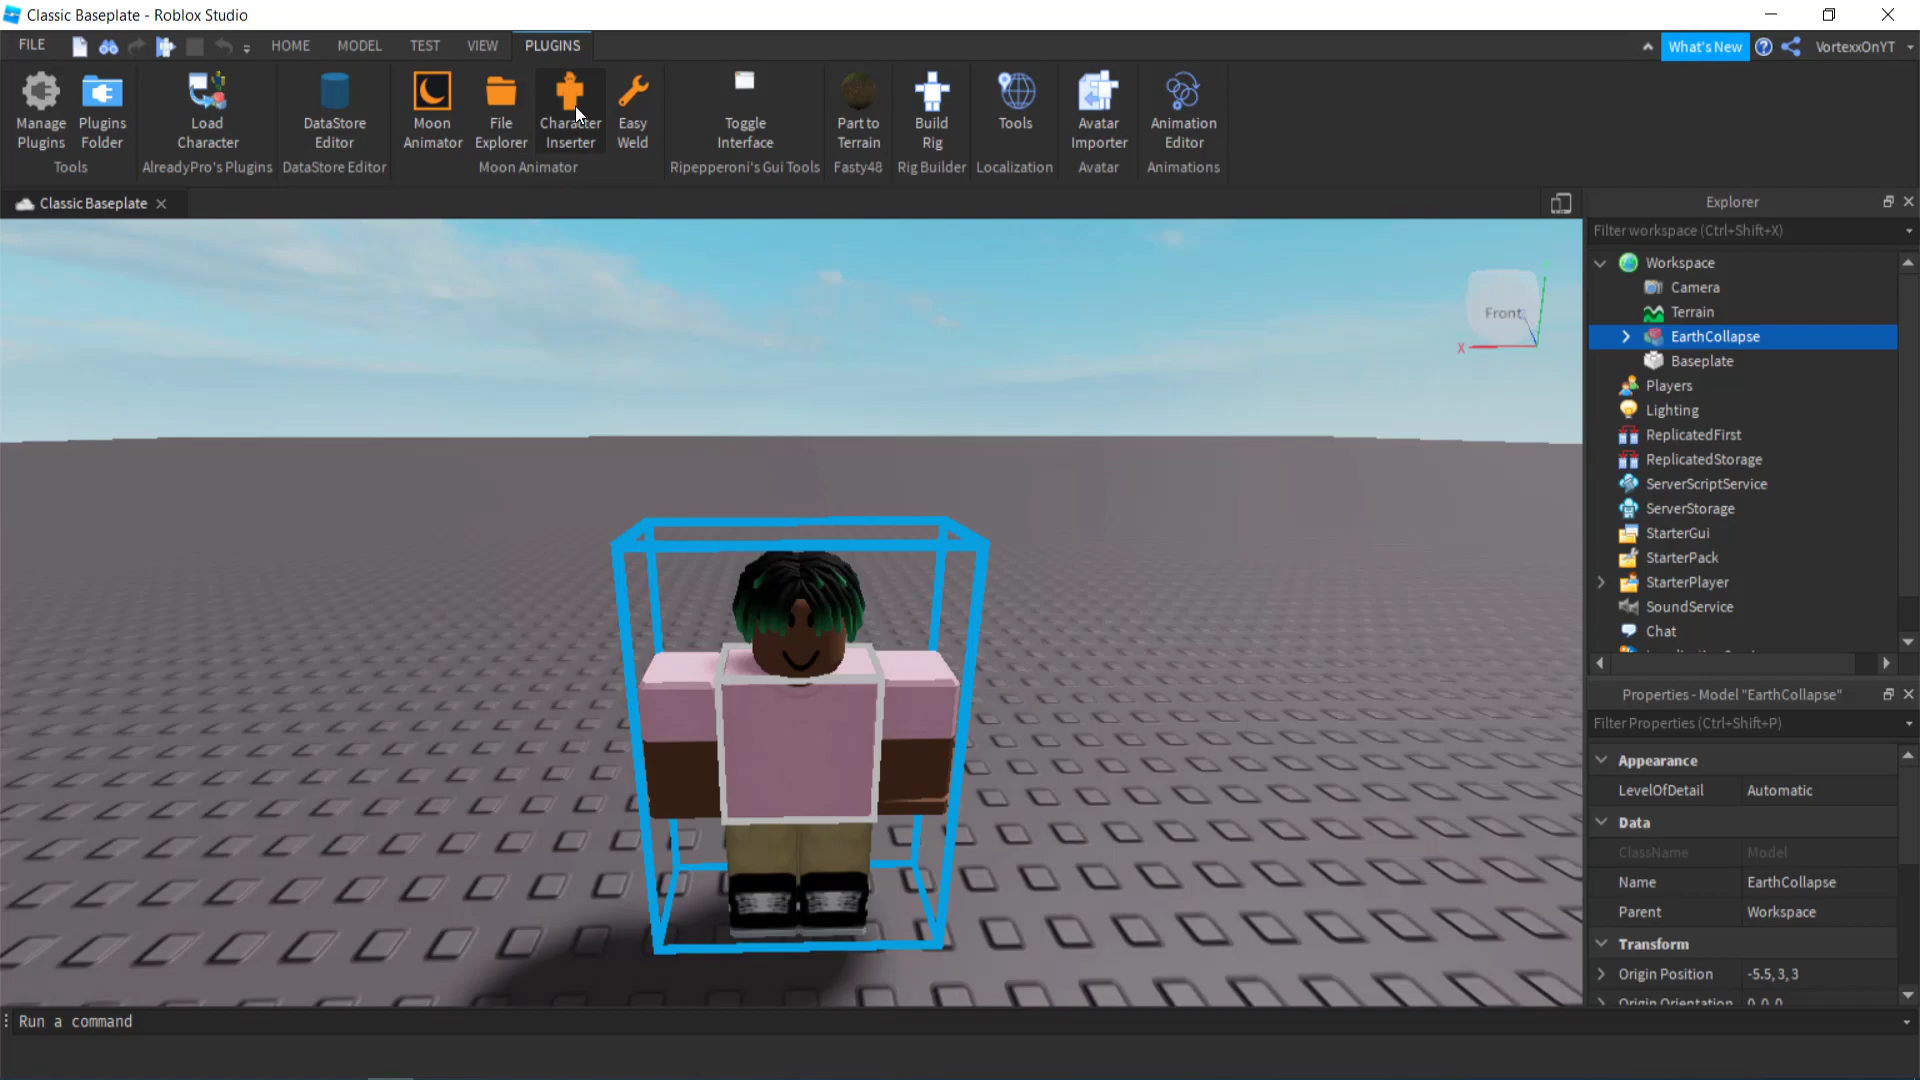 Classic Baseplate - Roblox Studio
FILE
HOME
MODEL
TEST
VIEW
PLUGINS
What's New
VortexxOnYT
Manage Plugins
Plugins Folder
Tools
Load Character
AlreadyPro's Plugins
DataStore Editor
DataStore Editor
Moon Animator
File Explorer
Character Inserter
Easy Weld
Moon Animator
Toggle Interface
Ripepperoni's Gui Tools
Part to Terrain
Fasty48
Build Rig
Rig Builder
Tools
Localization
Avatar Importer
Avatar
Animation Editor
Animations
Classic Baseplate
Front
X
Explorer
Filter workspace (Ctrl+Shift+X)
Workspace
Camera
Terrain
EarthCollapse
Baseplate
Players
Lighting
ReplicatedFirst
ReplicatedStorage
ServerScriptService
ServerStorage
StarterGui
StarterPack
StarterPlayer
SoundService
Chat
Properties - Model "EarthCollapse"
Filter Properties (Ctrl+Shift+P)
Appearance
LevelOfDetail Automatic
Data
ClassName Model
Name EarthCollapse
Parent Workspace
Transform
Origin Position -5.5, 3, 3
Origin Orientation 0, 0, 0
Run a command